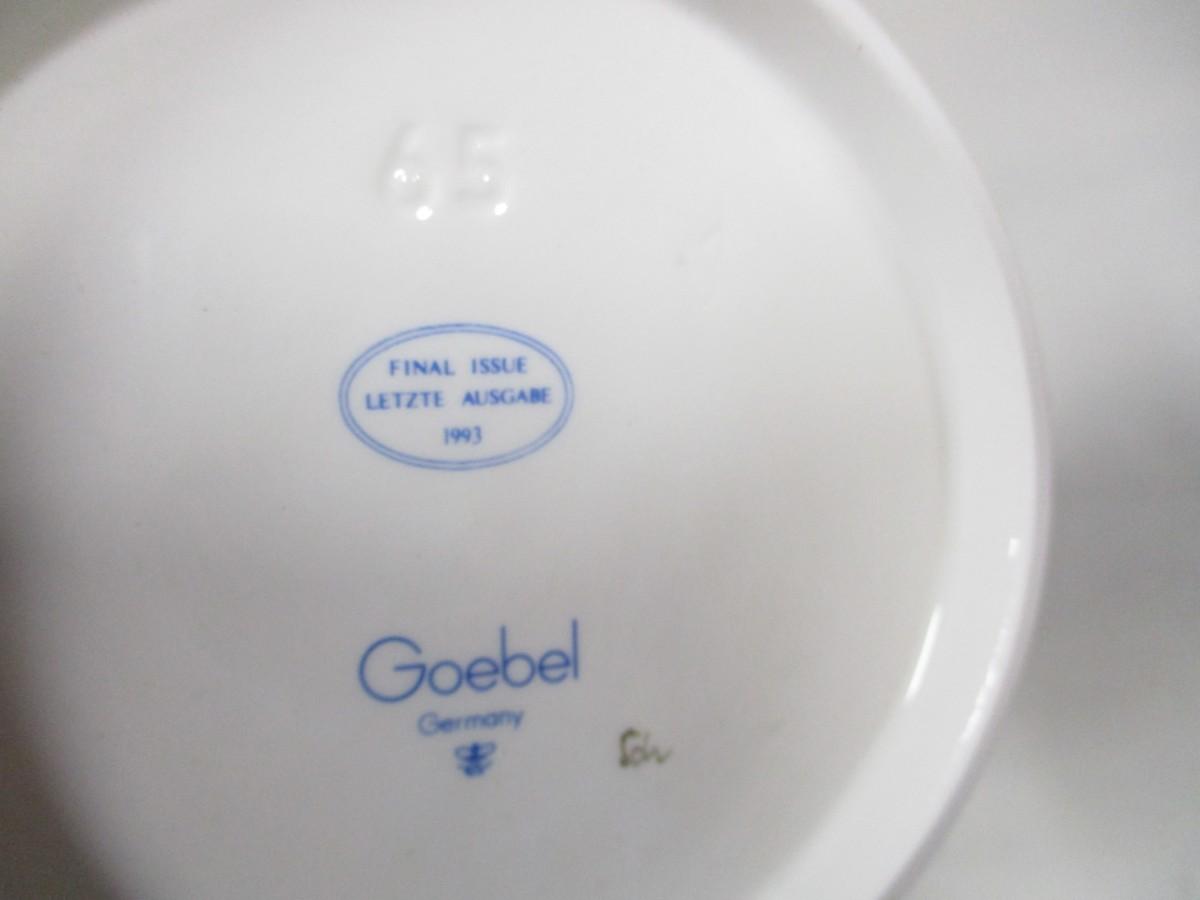 65
FINAL ISSUE
LETZTE AUSGABE
1993
Goebel
Germany